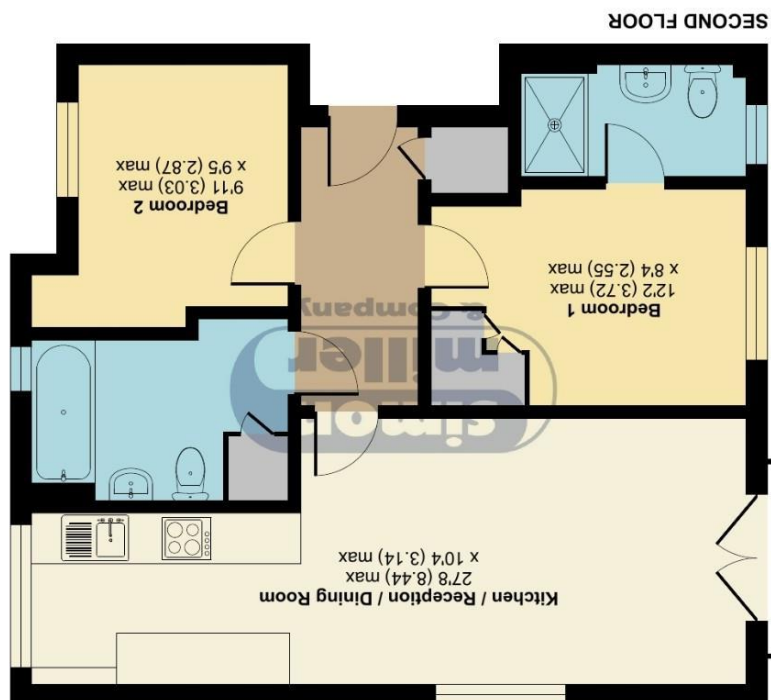 Kitchen / Reception / Dining Room
27'8 (8.44) max
x 10'4 (3.14) max
simon
miller
& company
Bedroom 1
12'2 (3.72) max
x 8'4 (2.55) max
Bedroom 2
9'11 (3.03) max
x 9'5 (2.87) max
SECOND FLOOR